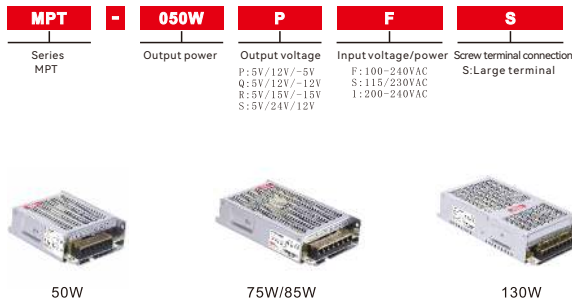 MPT - 050W P F S
Series Output power Output voltage Input voltage/power Screw terminal connection
MPT P:5V/12V/-5V F:100-240VAC S:Large terminal
Q:5V/12V/-12V S:115/230VAC
R:5V/15V/-15V 1:200-240VAC
S:5V/24V/12V
50W 75W/85W 130W